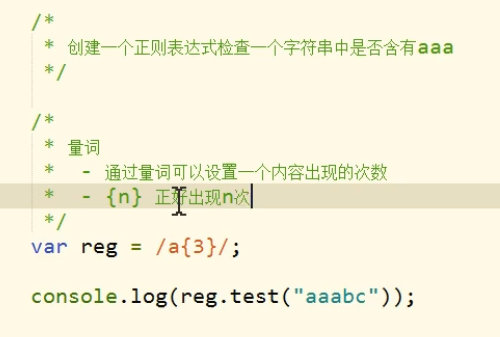 /*
 * 创建一个正则表达式检查一个字符串中是否含有aaa
 */
/*
 * 量词
 *  - 通过量词可以设置一个内容出现的次数
 *  - {n} 正好出现n次
 */
var reg = /a{3}/;
console.log(reg.test("aaabc"));